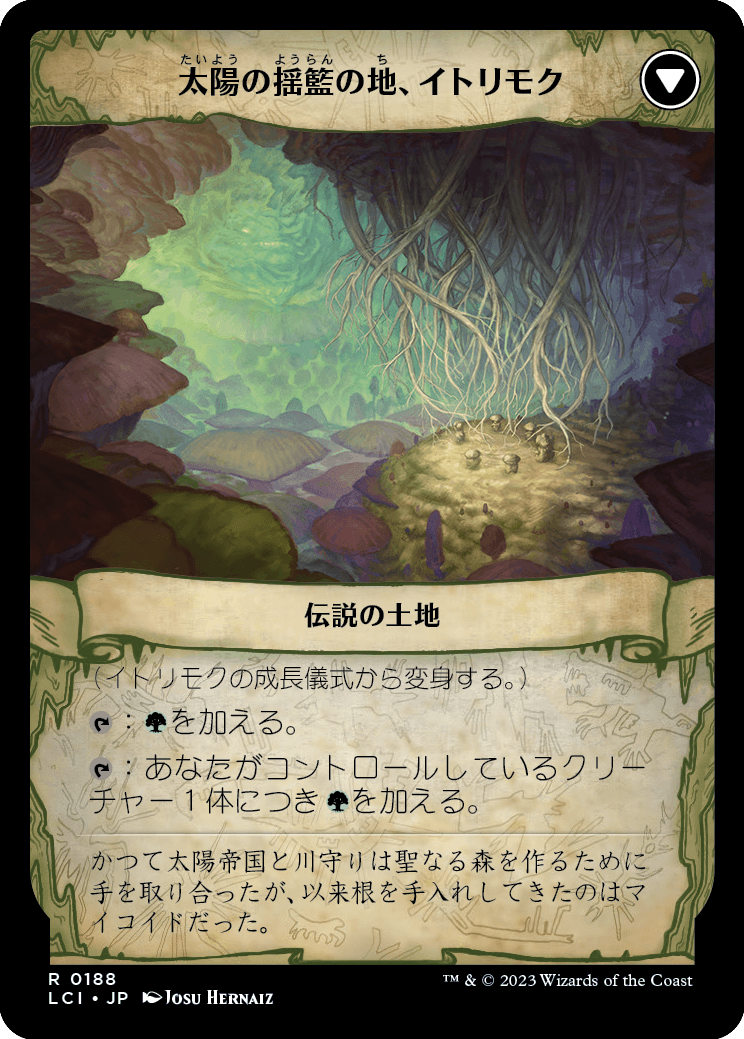 たいよう ようらん ち
太陽の揺籃の地、イトリモク
伝説の土地
（イトリモクの成長儀式から変身する。）
：を加える。
：あなたがコントロールしているクリー
チャー１体につきを加える。
かつて太陽帝国と川守りは聖なる森を作るために
手を取り合ったが、以来根を手入れしてきたのはマ
イコイドだった。
R 0188
LCI • JP Josu Hernaiz
™ & © 2023 Wizards of the Coast